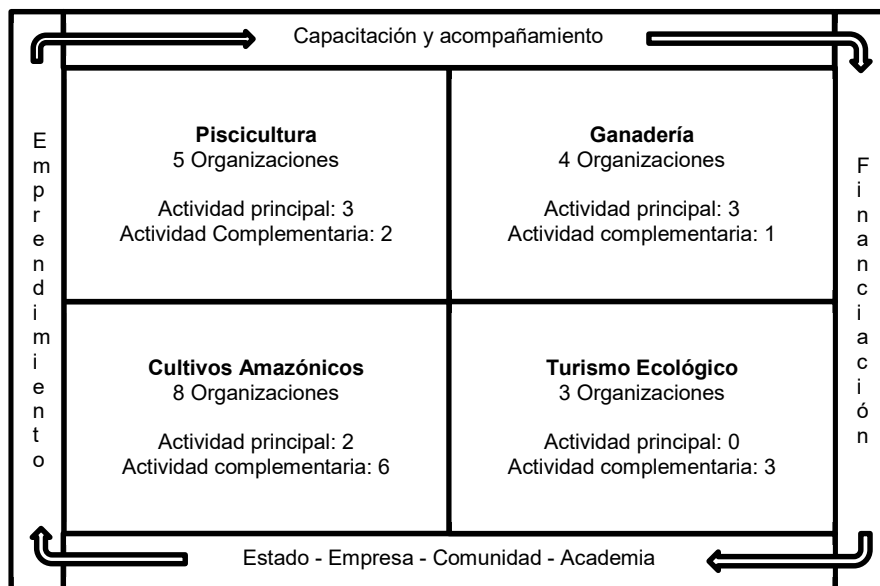 Capacitación y acompañamiento
Emprendimiento
Piscicultura
5 Organizaciones
Actividad principal: 3
Actividad Complementaria: 2
Ganadería
4 Organizaciones
Actividad principal: 3
Actividad complementaria: 1
Financiación
Cultivos Amazónicos
8 Organizaciones
Actividad principal: 2
Actividad complementaria: 6
Turismo Ecológico
3 Organizaciones
Actividad principal: 0
Actividad complementaria: 3
Estado - Empresa - Comunidad - Academia